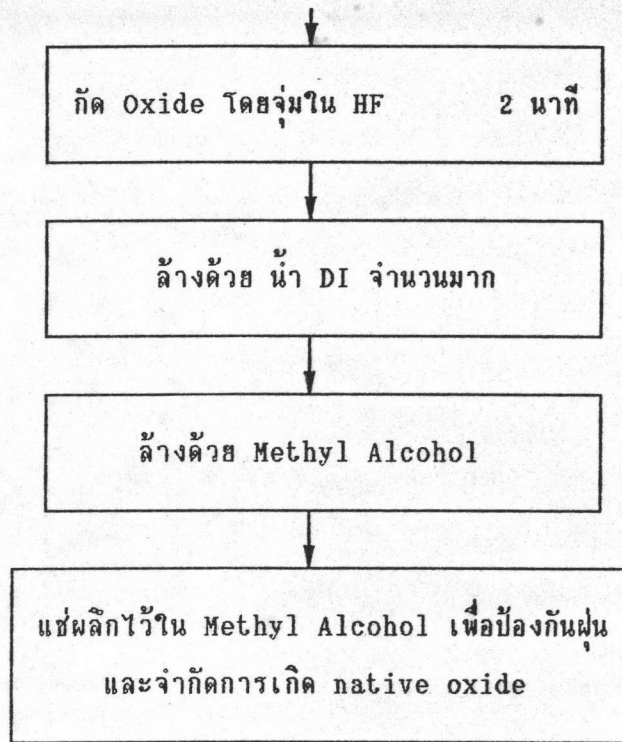 กัด Oxide โดยจุ่มใน HF 2 นาที
ล้างด้วย น้ำ DI จำนวนมาก
ล้างด้วย Methyl Alcohol
แช่ผลึกไว้ใน Methyl Alcohol เพื่อป้องกันฝุ่น
และจำกัดการเกิด native oxide